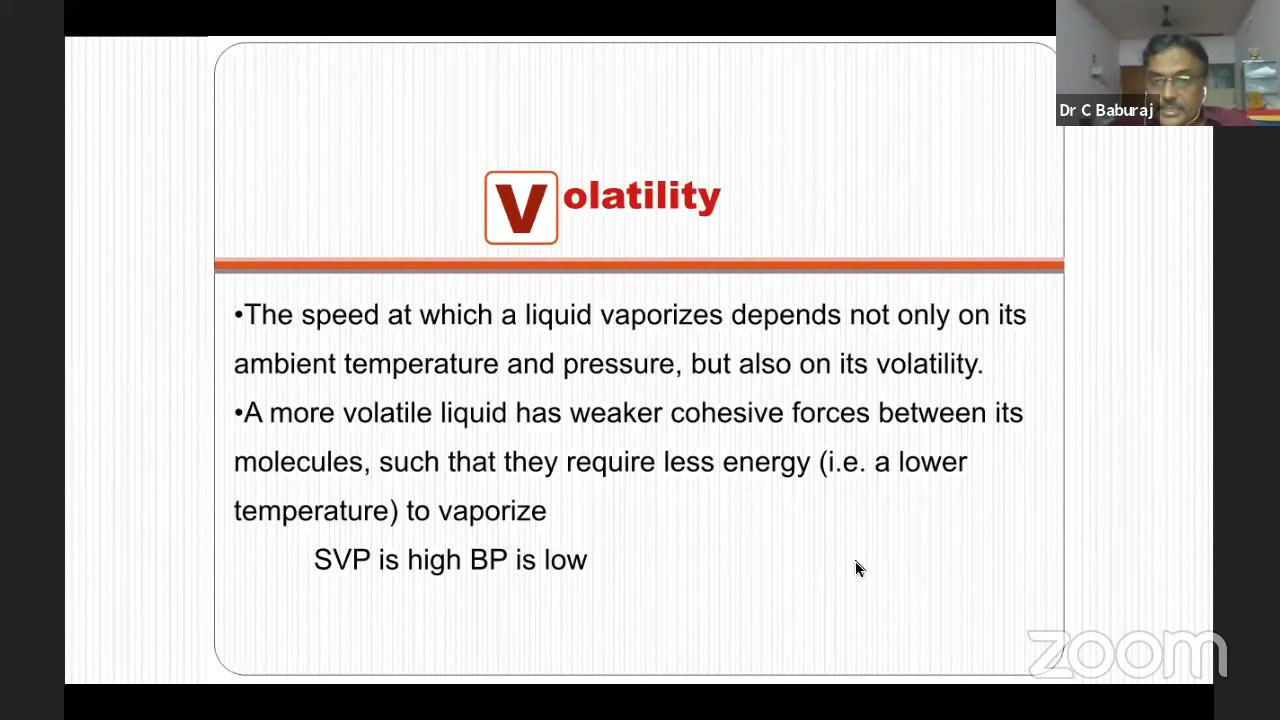 Dr C Baburaj
Volatility
•The speed at which a liquid vaporizes depends not only on its
ambient temperature and pressure, but also on its volatility.
•A more volatile liquid has weaker cohesive forces between its
molecules, such that they require less energy (i.e. a lower
temperature) to vaporize
SVP is high BP is low
zoom